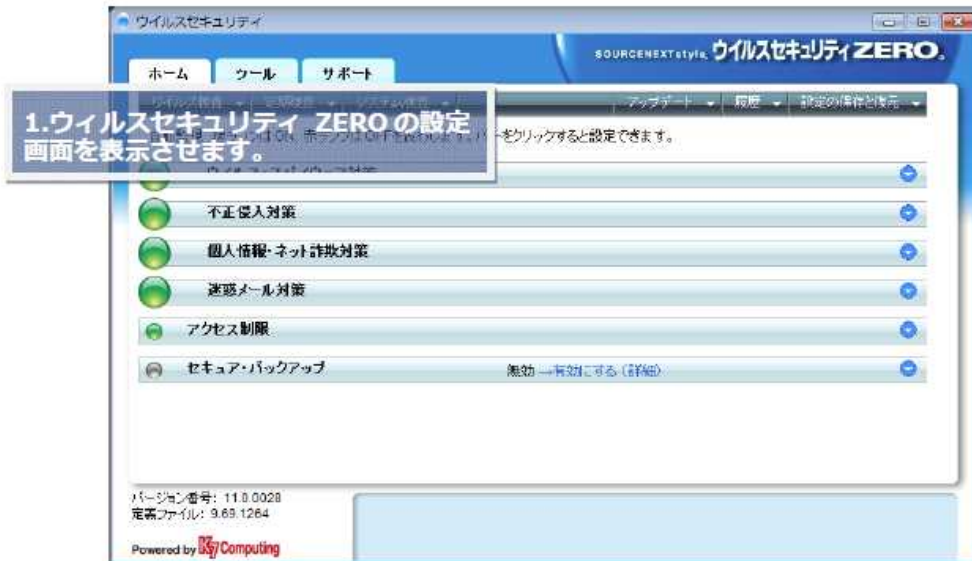 ウイルスセキュリティ
SOURCENEXTstyle ウイルスセキュリティZERO.
ホーム ツール サポート
アップデート 履歴 設定の保存と復元
1.ウィルスセキュリティ ZEROの設定
画面を表示させます。
をクリックすると設定できます。
不正侵入対策
個人情報・ネット詐欺対策
迷惑メール対策
アクセス制限
セキュア・バックアップ 無効 →有効にする (詳細)
バージョン番号: 11.0.0028
定義ファイル: 9.69.1264
Powered by K7 Computing